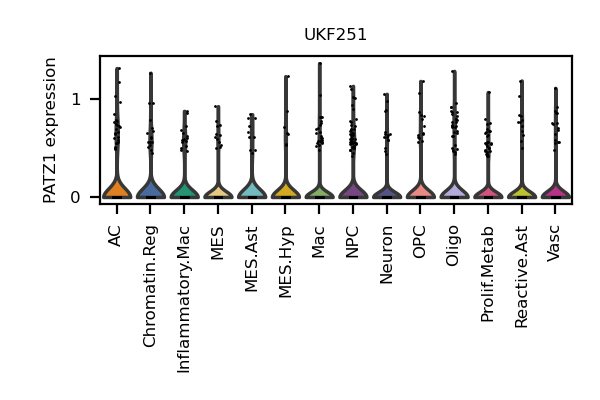 UKF251
PATZ1 expression
1
0
AC
Chromatin.Reg
Inflammatory.Mac
MES
MES.Ast
MES.Hyp
Mac
NPC
Neuron
OPC
Oligo
Prolif.Metab
Reactive.Ast
Vasc